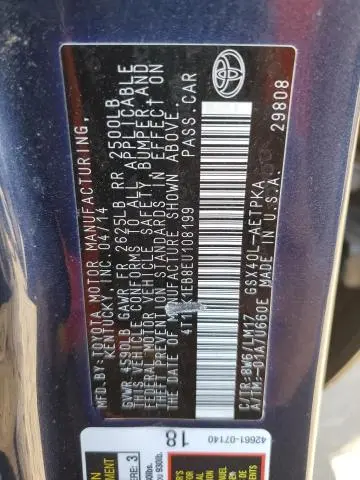 MFD.BY:TOYOTA MOTOR MANUFACTURING,
KENTUCKY, INC. 04/14
GVWR 4590LB GAWR FR 2625LB RR 2500LB
THIS VEHICLE CONFORMS TO ALL APPLICABLE
FEDERAL MOTOR VEHICLE SAFETY, BUMPER, AND
THEFT PREVENTION STANDARDS IN EFFECT ON
THE DATE OF MANUFACTURE SHOWN ABOVE.
PASS.CAR
C/TR:8W6/LM17 GSX40L-AETPKA
A/TM:-01A/U660E MADE IN U.S.A.
29808
42661-07140
18